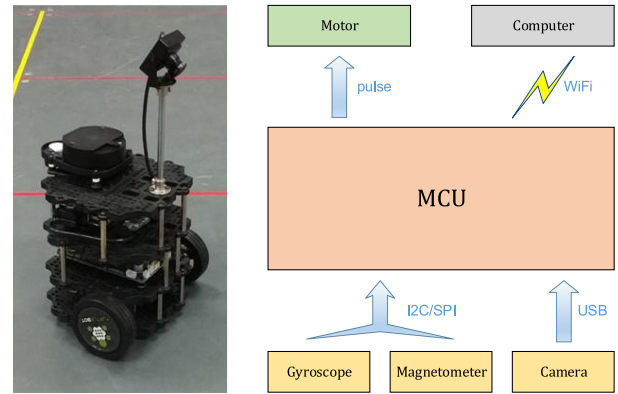 Motor
Computer
pulse
WiFi
MCU
I2C/SPI
USB
Gyroscope
Magnetometer
Camera